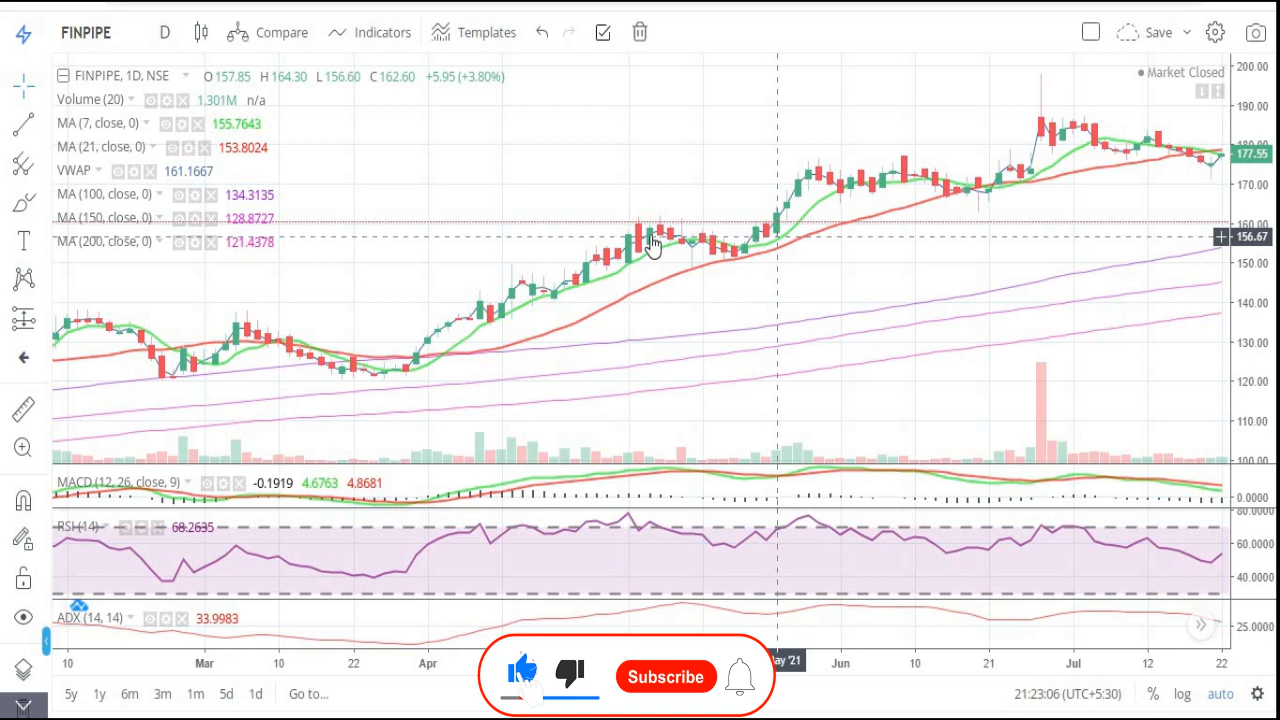 FINPIPE D Compare Indicators Templates Save
FINPIPE, 1D, NSE O157.85 H164.30 L156.60 C162.60 +5.95 (+3.80%)
Market Closed
Volume (20) 1.301M n/a
MA (7, close, 0) 155.7643
MA (21, close, 0) 153.8024
VWAP 161.1667
MA (100, close, 0) 134.3135
MA (150, close, 0) 128.8727
MA (200, close, 0) 121.4378
200.00
190.00
180.00
177.55
170.00
160.00
156.67
150.00
140.00
130.00
120.00
110.00
100.00
MACD (12, 26, close, 9) -0.1919 4.6763 4.8681
0.0000
RSI (14) 68.2635
80.0000
60.0000
40.0000
ADX (14, 14) 33.9983
25.0000
10 Mar 10 22 Apr May '21 Jun 10 21 Jul 12 22
Subscribe
5y 1y 6m 3m 1m 5d 1d Go to... 21:23:06 (UTC+5:30) % log auto